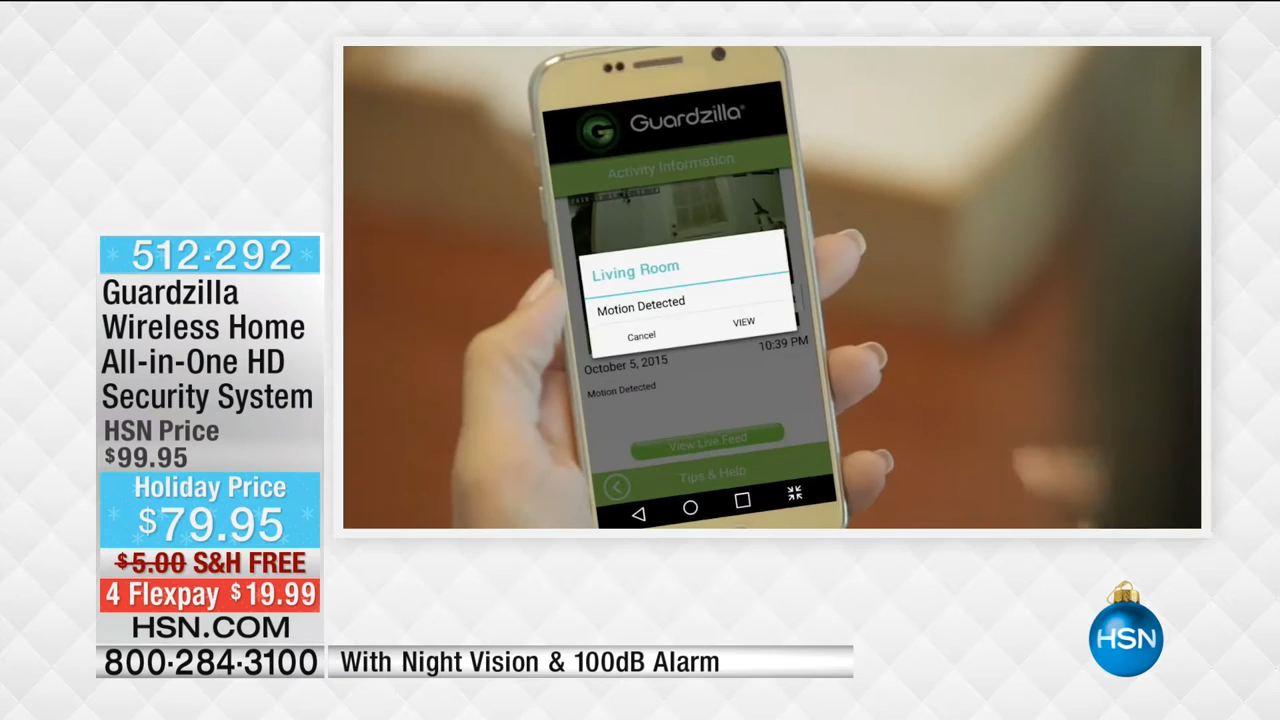 512-292
Guardzilla
Wireless Home
All-in-One HD
Security System
HSN Price
$99.95
Holiday Price
$79.95
$5.00 S&H FREE
4 Flexpay $19.99
HSN.COM
800-284-3100
With Night Vision & 100dB Alarm
G Guardzilla®
Activity Information
Living Room
Motion Detected
Cancel VIEW
October 5, 2015 10:39 PM
Motion Detected
View Live Feed
Tips & Help
HSN